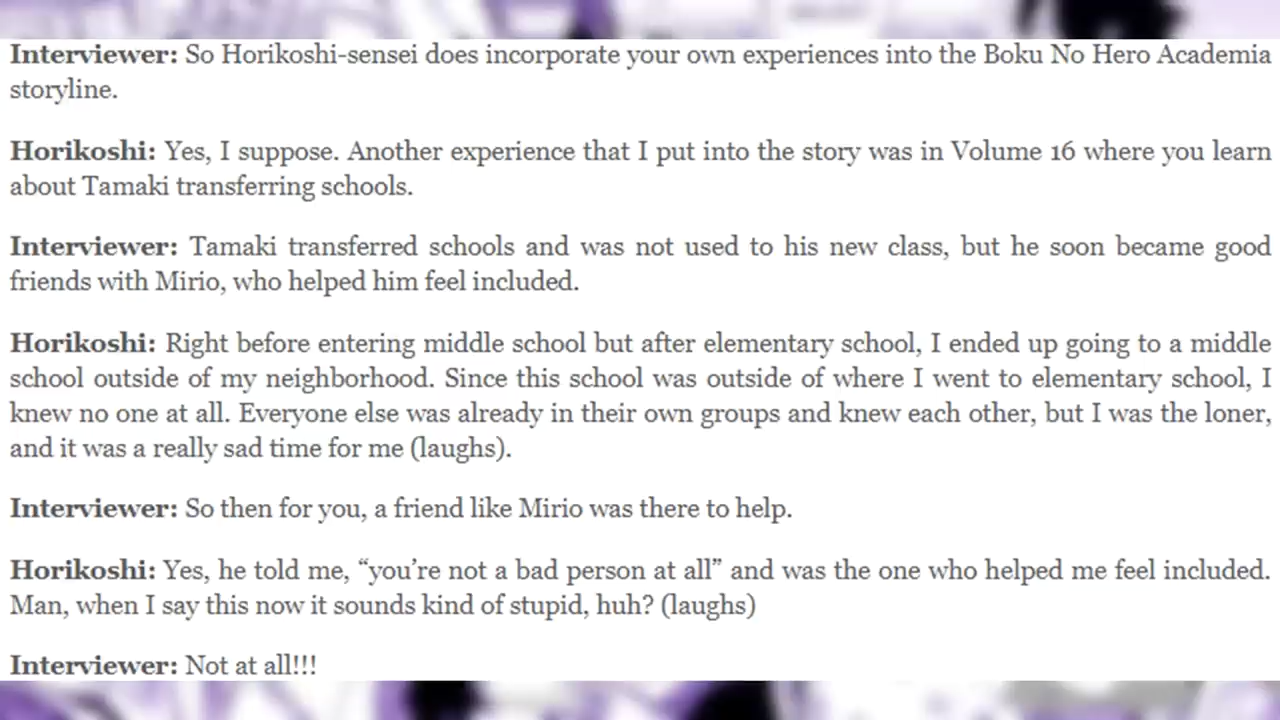 Interviewer: So Horikoshi-sensei does incorporate your own experiences into the Boku No Hero Academia
storyline.
Horikoshi: Yes, I suppose. Another experience that I put into the story was in Volume 16 where you learn
about Tamaki transferring schools.
Interviewer: Tamaki transferred schools and was not used to his new class, but he soon became good
friends with Mirio, who helped him feel included.
Horikoshi: Right before entering middle school but after elementary school, I ended up going to a middle
school outside of my neighborhood. Since this school was outside of where I went to elementary school, I
knew no one at all. Everyone else was already in their own groups and knew each other, but I was the loner,
and it was a really sad time for me (laughs).
Interviewer: So then for you, a friend like Mirio was there to help.
Horikoshi: Yes, he told me, “you’re not a bad person at all” and was the one who helped me feel included.
Man, when I say this now it sounds kind of stupid, huh? (laughs)
Interviewer: Not at all!!!